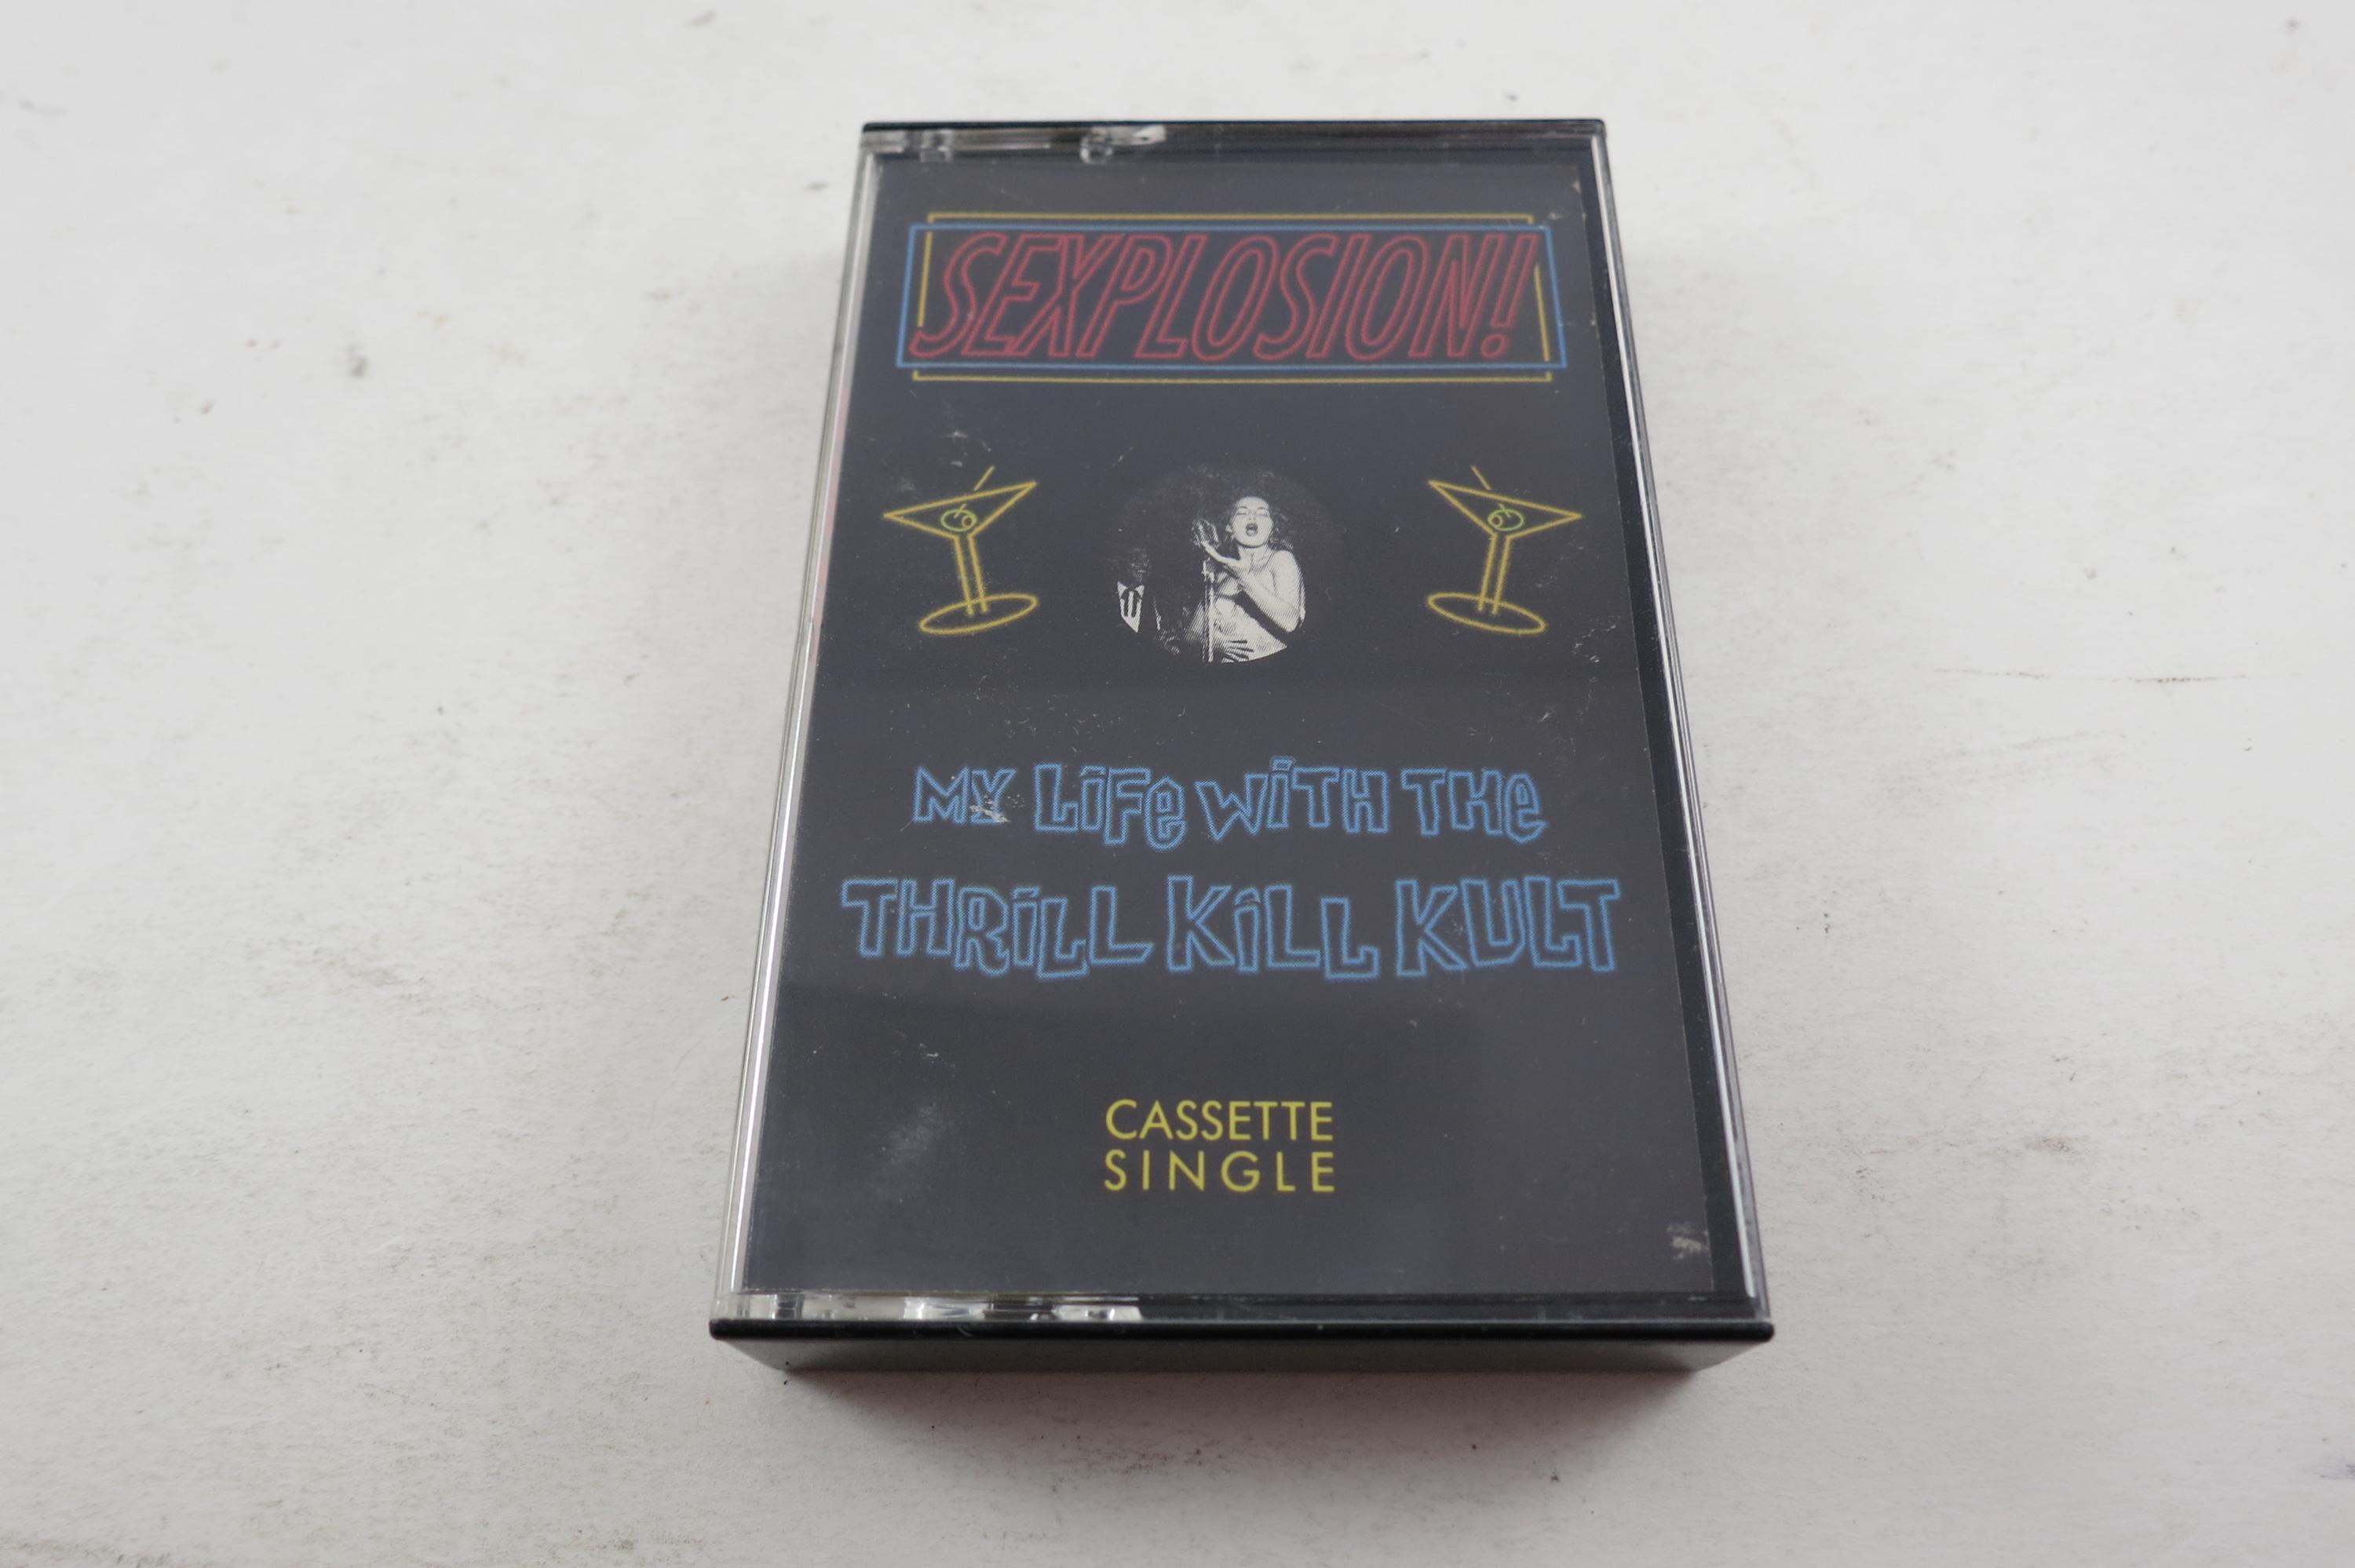 SEXPLOSION!
MY LiFe WiTH THe
THRiLL KiLL KULT
CASSETTE
SINGLE